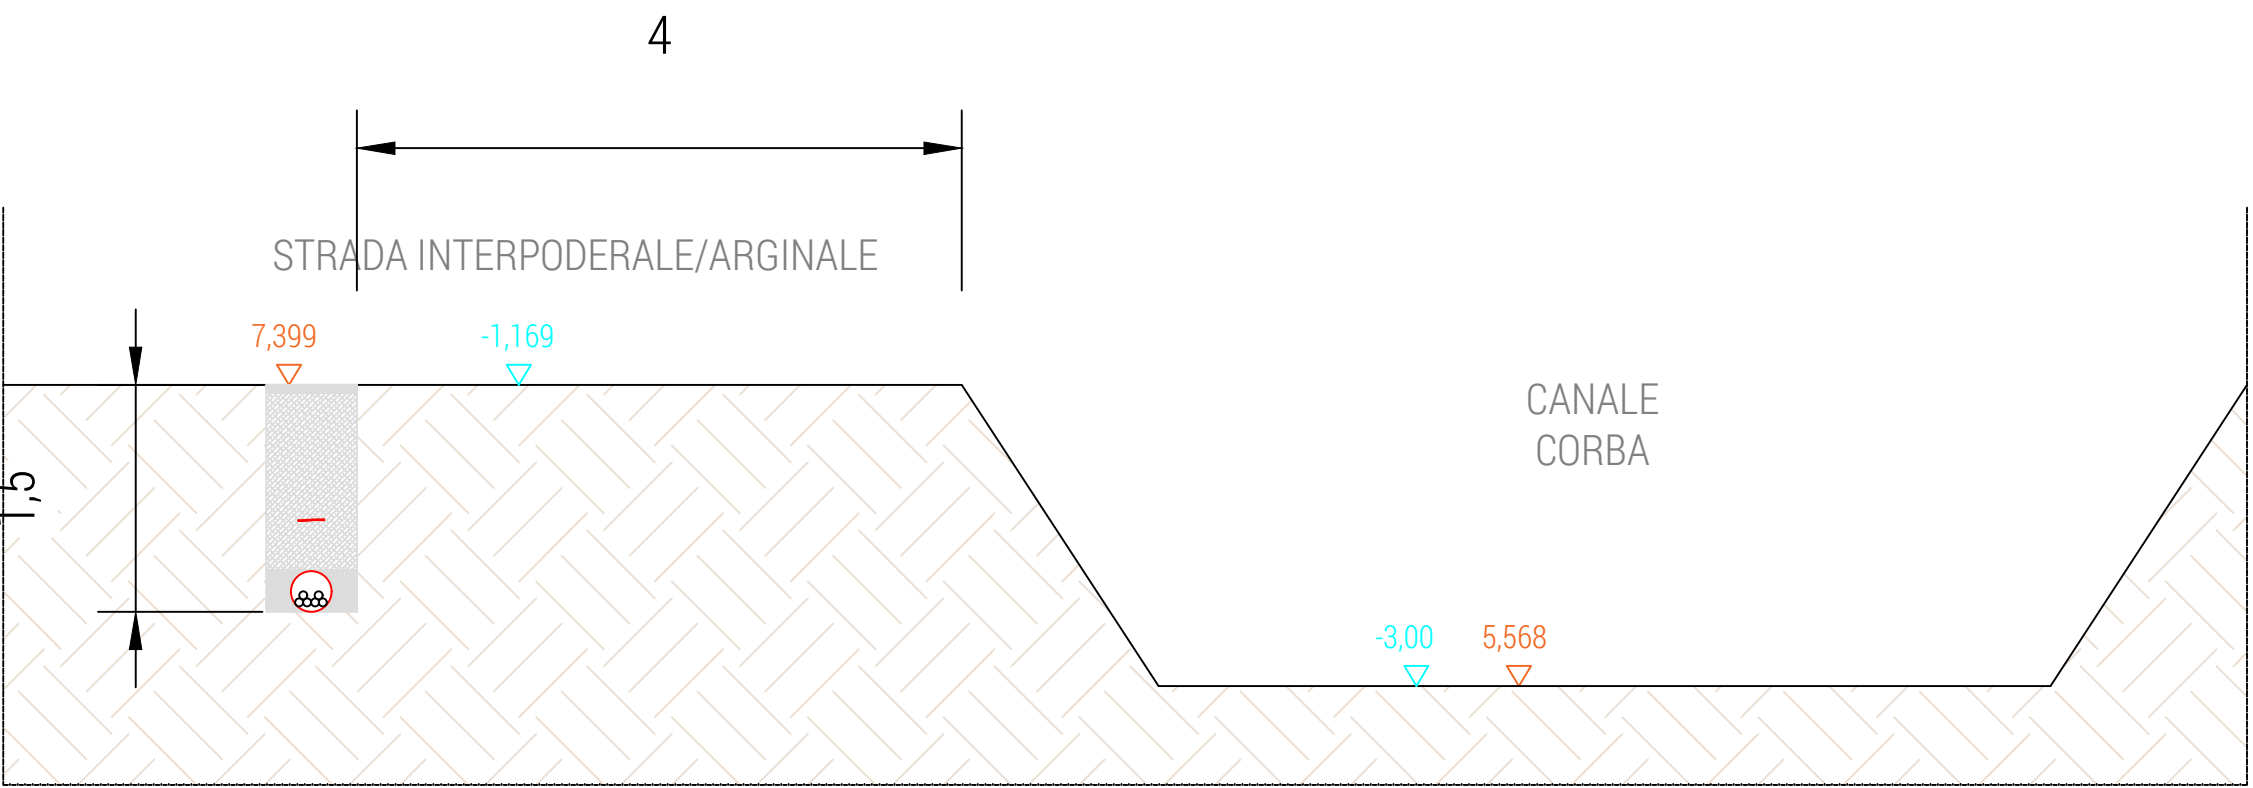 4
STRADA INTERPODERALE/ARGINALE
7,399
-1,169
CANALE
CORBA
1,5
-3,00
5,568